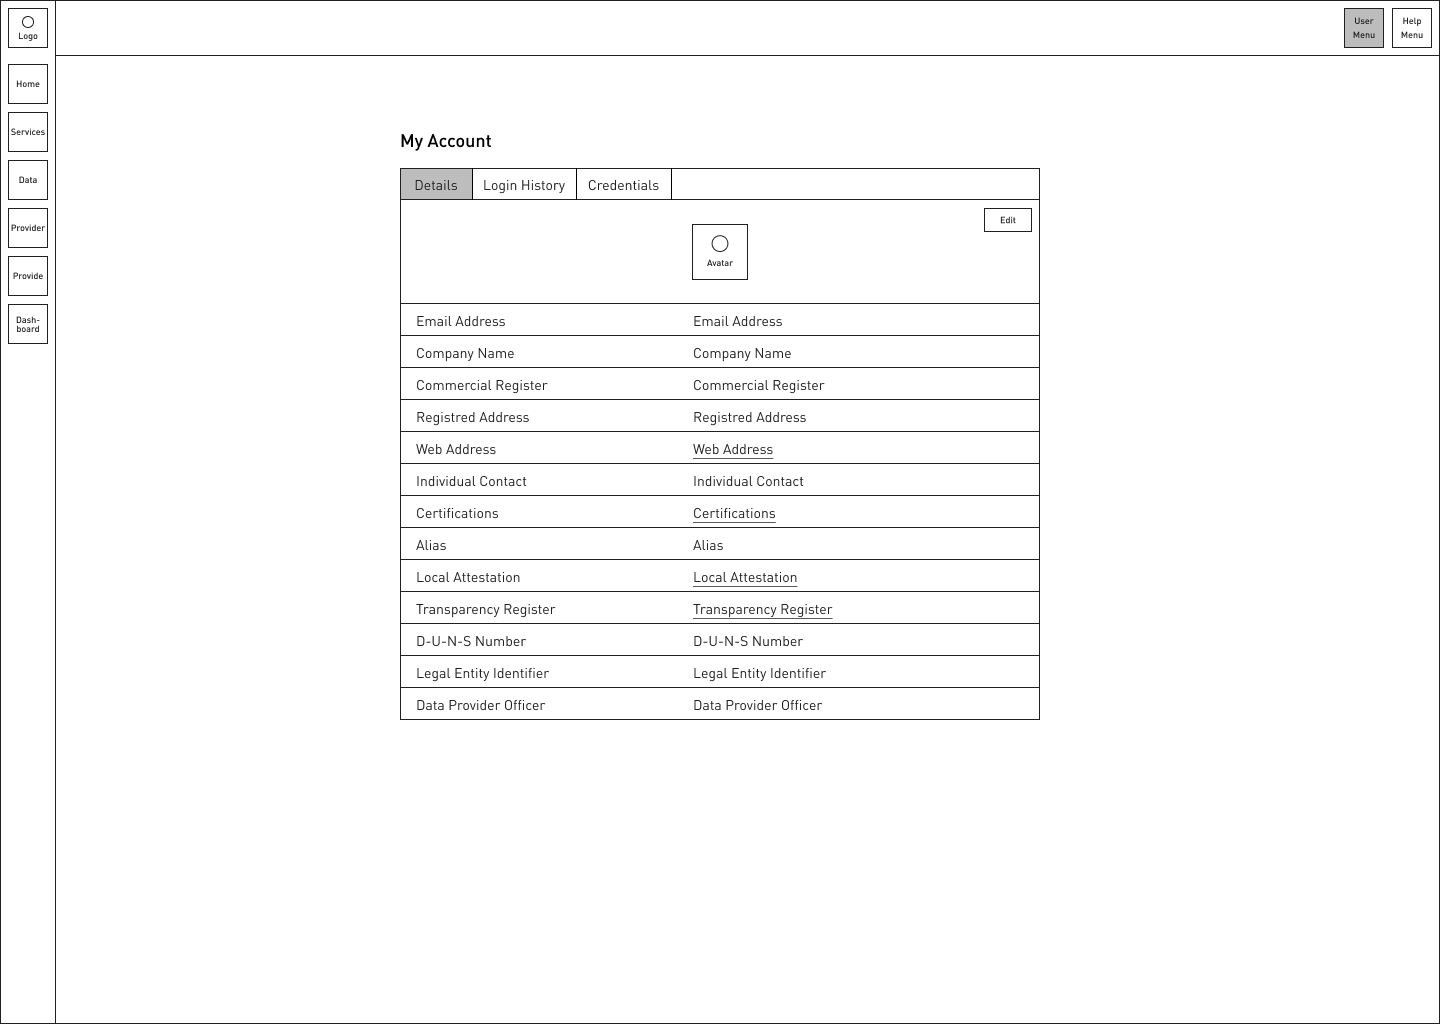 Logo
User
Menu
Help
Menu
Home
Services
Data
Provider
Provide
Dash-
board
My Account
Details Login History Credentials
Edit
Avatar
Email Address Email Address
Company Name Company Name
Commercial Register Commercial Register
Registred Address Registred Address
Web Address Web Address
Individual Contact Individual Contact
Certifications Certifications
Alias Alias
Local Attestation Local Attestation
Transparency Register Transparency Register
D-U-N-S Number D-U-N-S Number
Legal Entity Identifier Legal Entity Identifier
Data Provider Officer Data Provider Officer